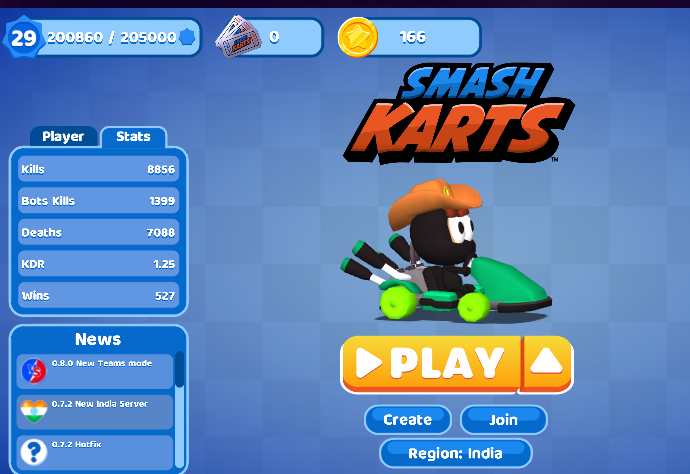 29 200860 / 205000 0 166
SMASH
KARTS
TM
Player Stats
Kills 8856
Bots Kills 1399
Deaths 7088
KDR 1.25
Wins 527
News
0.8.0 New Teams mode
0.7.2 New India Server
0.7.2 Hotfix
PLAY
Create Join
Region: India